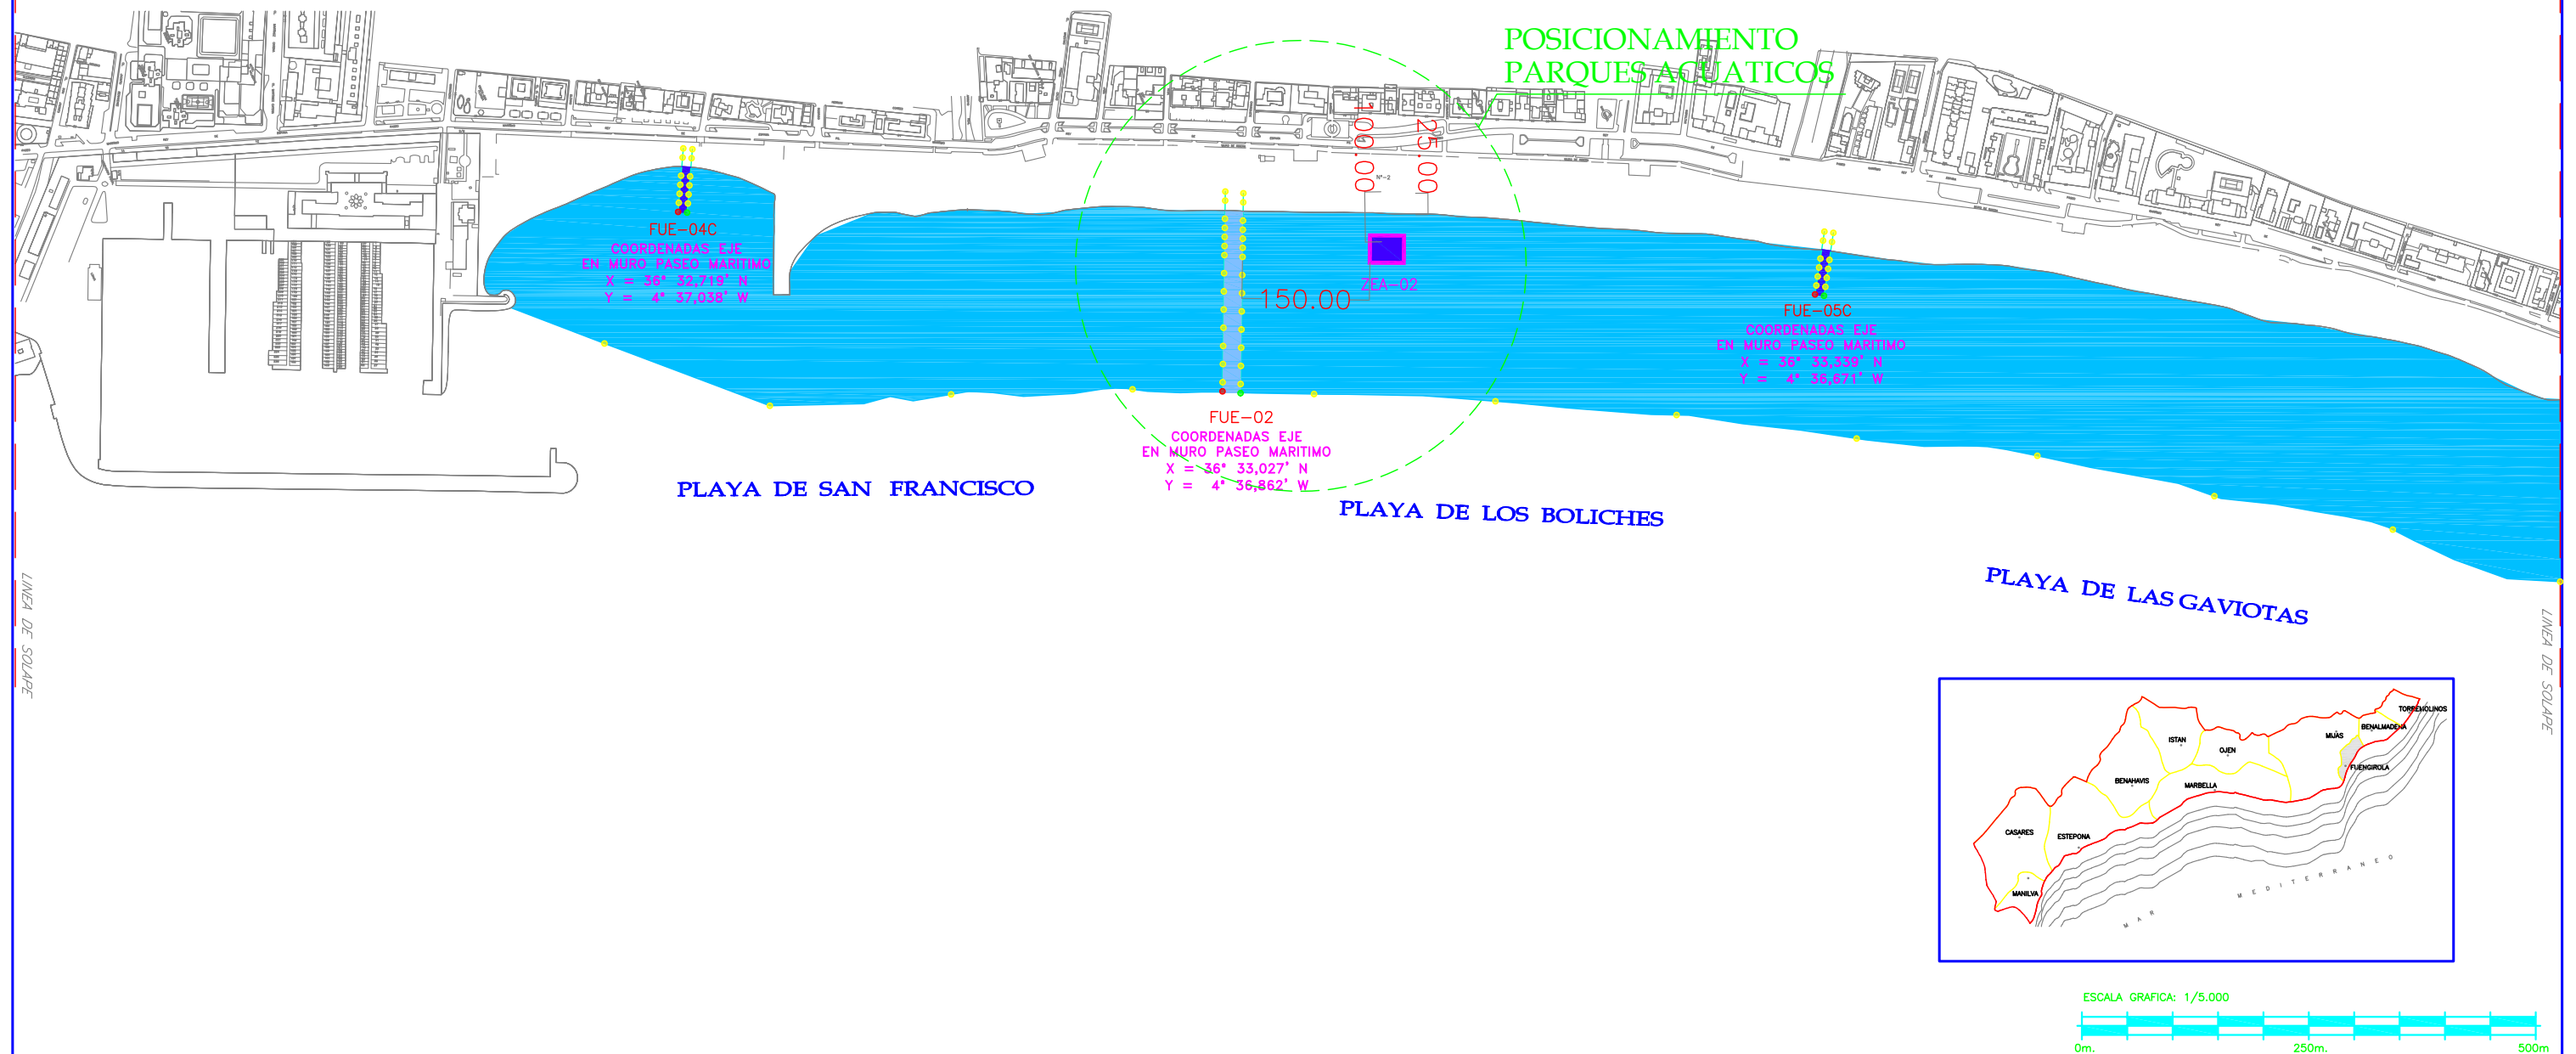 POSICIONAMIENTO
PARQUES ACUATICOS
100.00
25.00
Nº-2
FUE-04C
COORDENADAS EJE
EN MURO PASEO MARITIMO
X = 36° 32,719' N
Y = 4° 37,038' W
ZEA-02
150.00
FUE-05C
COORDENADAS EJE
EN MURO PASEO MARITIMO
X = 36° 33,339' N
Y = 4° 36,671' W
FUE-02
COORDENADAS EJE
EN MURO PASEO MARITIMO
X = 36° 33,027' N
Y = 4° 36,862' W
PLAYA DE SAN FRANCISCO
PLAYA DE LOS BOLICHES
PLAYA DE LAS GAVIOTAS
LINEA DE SOLAPE
LINEA DE SOLAPE
TORREMOLINOS
BENALMADENA
MIJAS
ISTAN
OJEN
FUENGIROLA
BENAHAVIS
MARBELLA
CASARES
ESTEPONA
MANILVA
MAR MEDITERRANEO
ESCALA GRAFICA: 1/5.000
0m. 250m. 500m